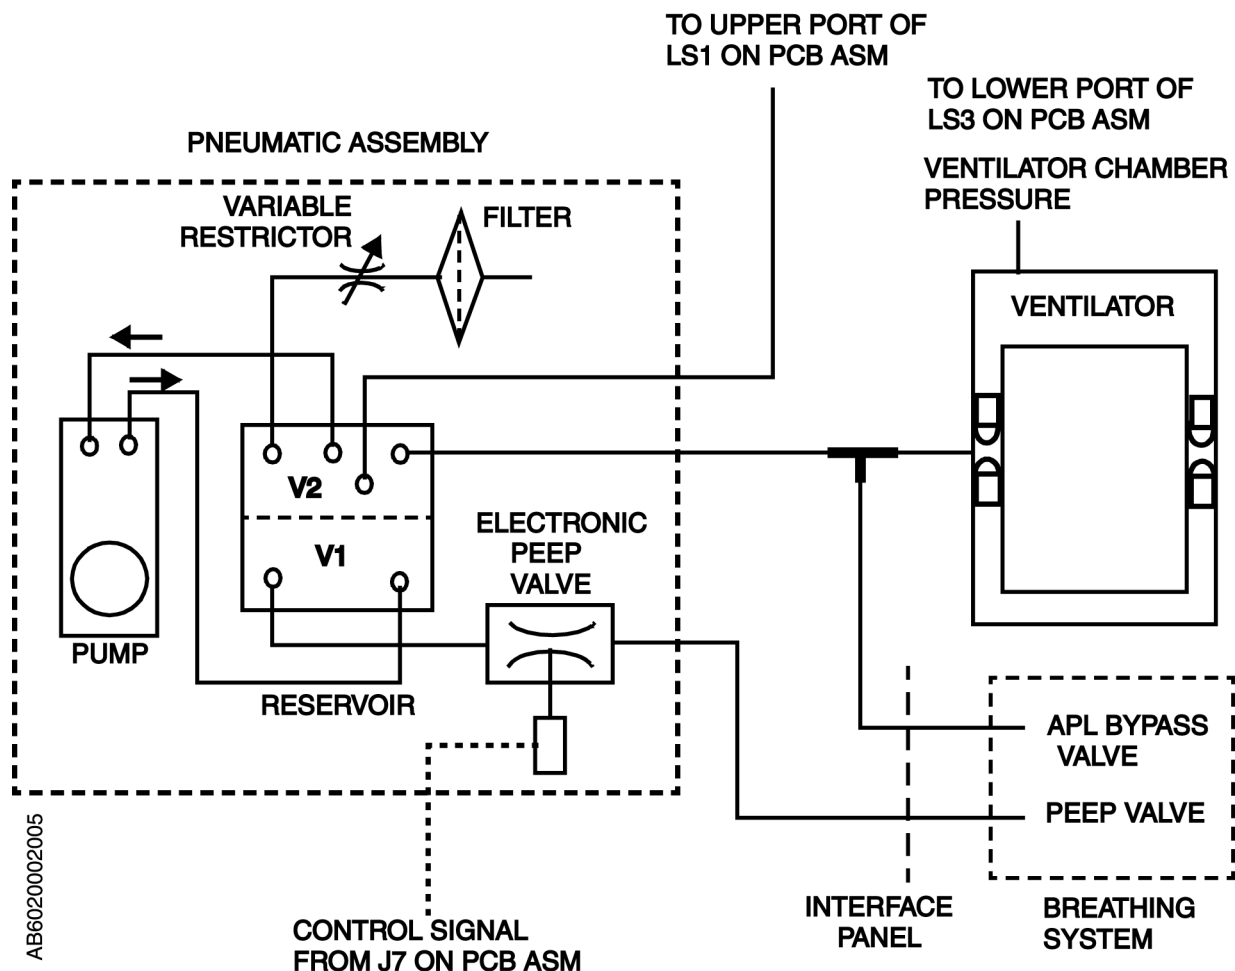 TO UPPER PORT OF
LS1 ON PCB ASM
TO LOWER PORT OF
LS3 ON PCB ASM
PNEUMATIC ASSEMBLY
VENTILATOR CHAMBER
PRESSURE
VARIABLE
RESTRICTOR
FILTER
VENTILATOR
V2
V1
ELECTRONIC
PEEP
VALVE
PUMP
RESERVOIR
APL BYPASS
VALVE
PEEP VALVE
INTERFACE
PANEL
BREATHING
SYSTEM
CONTROL SIGNAL
FROM J7 ON PCB ASM
AB60200002005